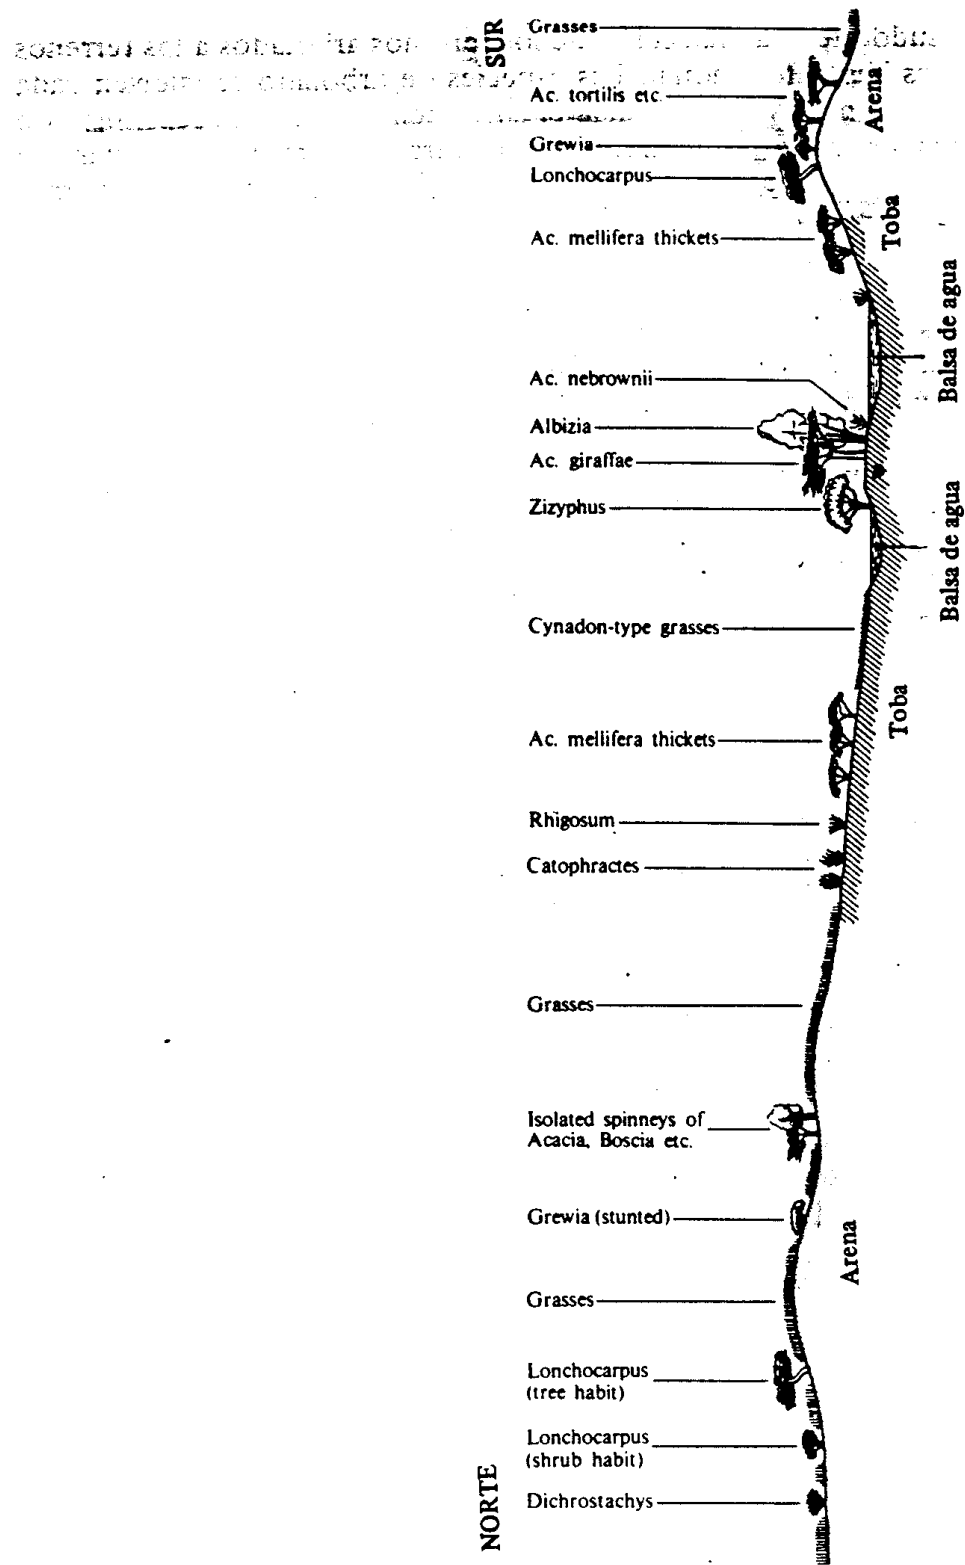 SUR
Grasses
Ac. tortilis etc.
Arena
Grewia
Lonchocarpus
Toba
Ac. mellifera thickets
Balsa de agua
Ac. nebrownii
Albizia
Ac. giraffae
Zizyphus
Balsa de agua
Cynadon-type grasses
Toba
Ac. mellifera thickets
Rhigosum
Catophractes
Grasses
Isolated spinneys of
Acacia, Boscia etc.
Grewia (stunted)
Arena
Grasses
Lonchocarpus
(tree habit)
Lonchocarpus
(shrub habit)
NORTE
Dichrostachys